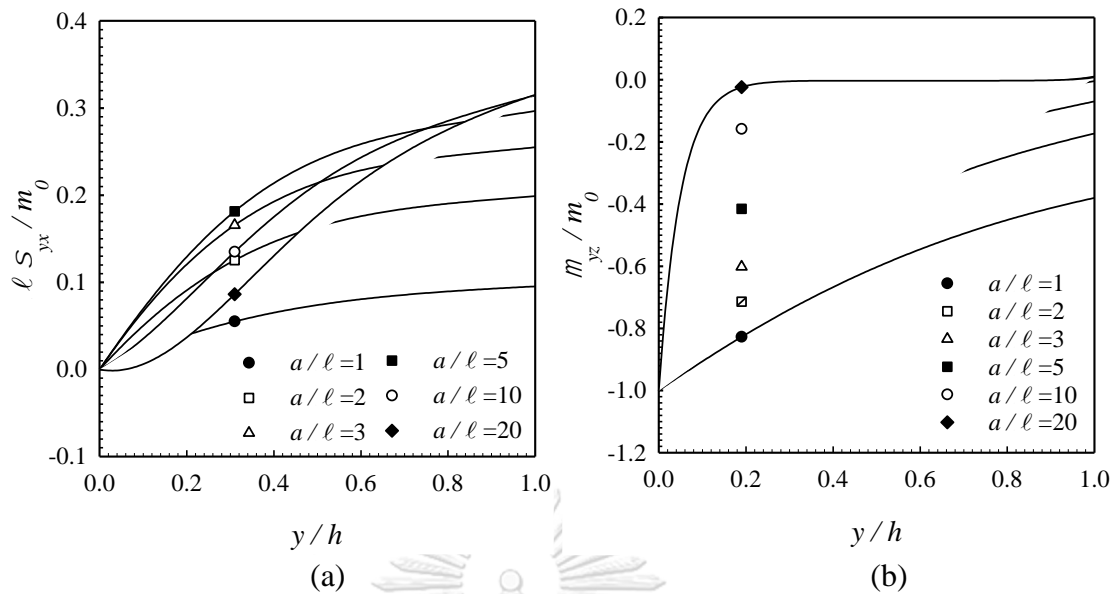 0.4
0.3
0.2
0.1
0.0
-0.1
0.0
0.2
0.4
0.6
0.8
1.0
ℓ s_yx / m_0
y / h
a / ℓ =1
a / ℓ =2
a / ℓ =3
a / ℓ =5
a / ℓ =10
a / ℓ =20
(a)
0.2
0.0
-0.2
-0.4
-0.6
-0.8
-1.0
-1.2
0.0
0.2
0.4
0.6
0.8
1.0
m_yz / m_0
y / h
a / ℓ =1
a / ℓ =2
a / ℓ =3
a / ℓ =5
a / ℓ =10
a / ℓ =20
(b)